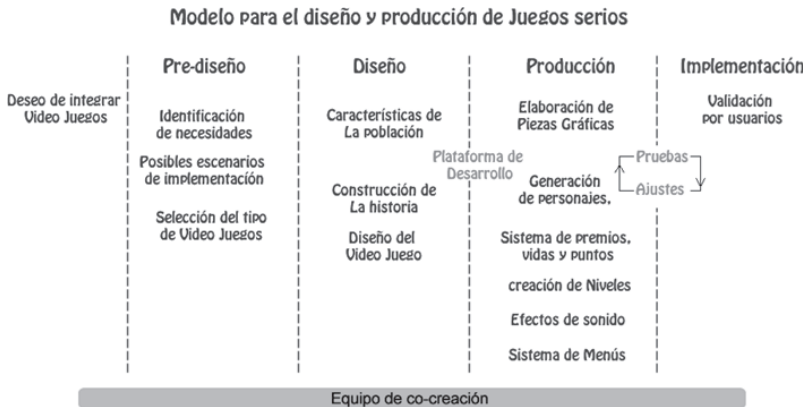 Modelo para el diseño y producción de Juegos serios
Deseo de integrar
Video Juegos
Pre-diseño
Identificación
de necesidades
Posibles escenarios
de implementación
Selección del tipo
de Video Juegos
Diseño
Características de
La población
Plataforma de
Desarrollo
Construcción de
La historia
Diseño del
Video Juego
Producción
Elaboración de
Piezas Gráficas
Generación
de personajes,
Sistema de premios,
vidas y puntos
creación de Niveles
Efectos de sonido
Sistema de Menús
Pruebas
Ajustes
Implementación
Validación
por usuarios
Equipo de co-creación